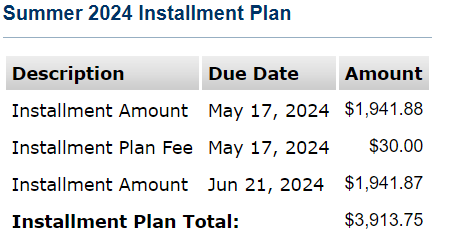 Summer 2024 Installment Plan
Description Due Date Amount
Installment Amount May 17, 2024 $1,941.88
Installment Plan Fee May 17, 2024 $30.00
Installment Amount Jun 21, 2024 $1,941.87
Installment Plan Total: $3,913.75